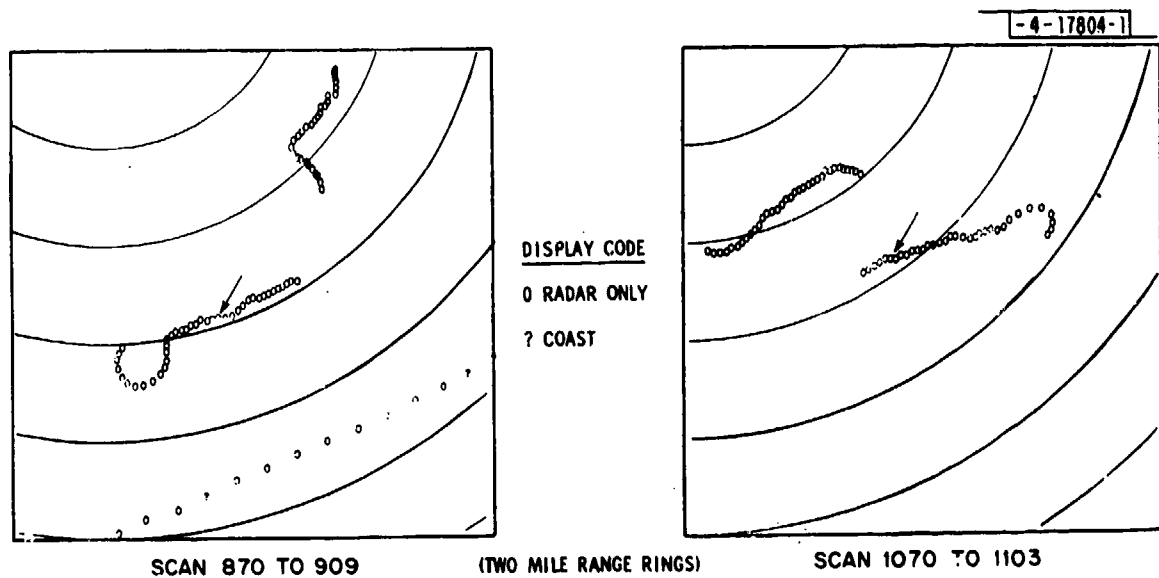 -4-17804-1
DISPLAY CODE
0 RADAR ONLY
? COAST
SCAN 870 TO 909
(TWO MILE RANGE RINGS)
SCAN 1070 TO 1103